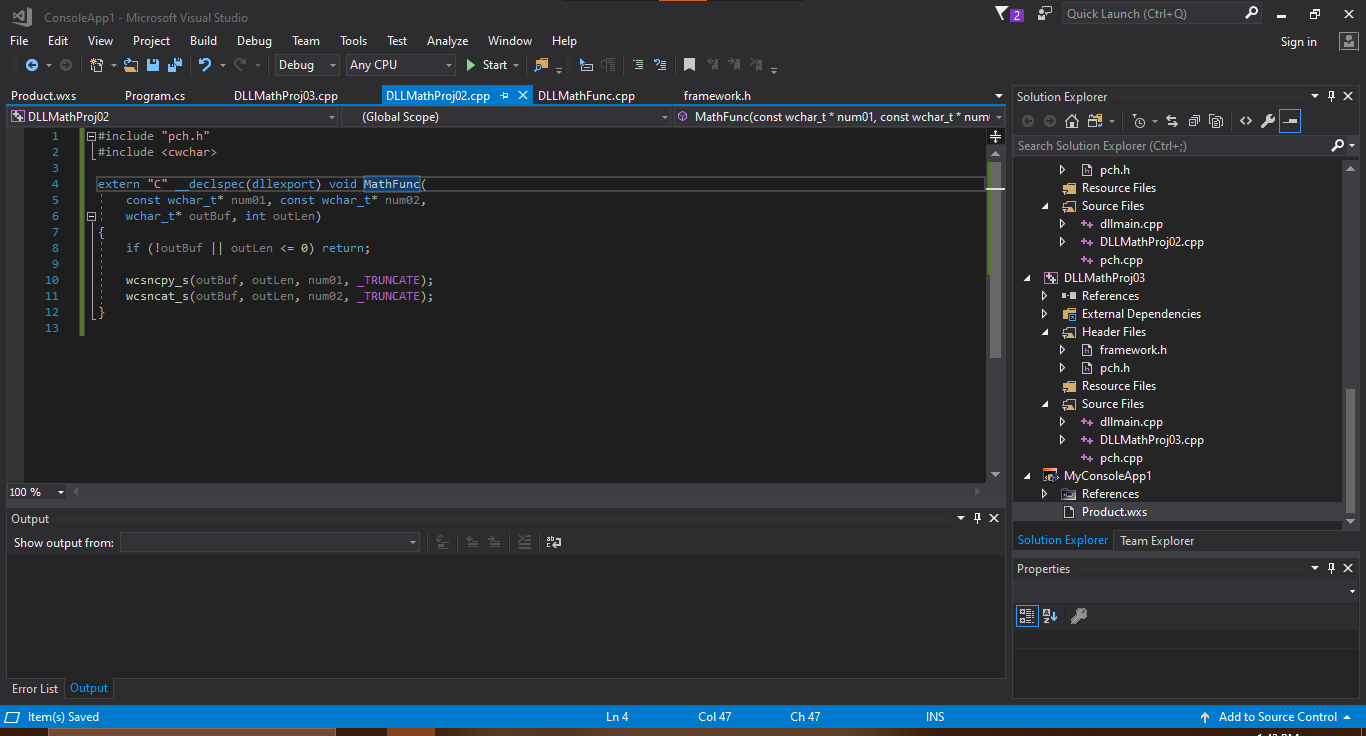 ConsoleApp1 - Microsoft Visual Studio
2
Quick Launch (Ctrl+Q)
File Edit View Project Build Debug Team Tools Test Analyze Window Help
Sign in
Debug Any CPU Start
Product.wxs Program.cs DLLMathProj03.cpp DLLMathProj02.cpp DLLMathFunc.cpp framework.h
DLLMathProj02 (Global Scope) MathFunc(const wchar_t * num01, const wchar_t * num
1 #include "pch.h"
2 #include <cwchar>
3
4 extern "C" __declspec(dllexport) void MathFunc(
5 const wchar_t* num01, const wchar_t* num02,
6 wchar_t* outBuf, int outLen)
7 {
8 if (!outBuf || outLen <= 0) return;
9
10 wcsncpy_s(outBuf, outLen, num01, _TRUNCATE);
11 wcsncat_s(outBuf, outLen, num02, _TRUNCATE);
12 }
13
100 %
Output
Show output from:
Error List Output
Solution Explorer
Search Solution Explorer (Ctrl+;)
pch.h
Resource Files
Source Files
dllmain.cpp
DLLMathProj02.cpp
pch.cpp
DLLMathProj03
References
External Dependencies
Header Files
framework.h
pch.h
Resource Files
Source Files
dllmain.cpp
DLLMathProj03.cpp
pch.cpp
MyConsoleApp1
References
Product.wxs
Solution Explorer Team Explorer
Properties
Item(s) Saved Ln 4 Col 47 Ch 47 INS Add to Source Control